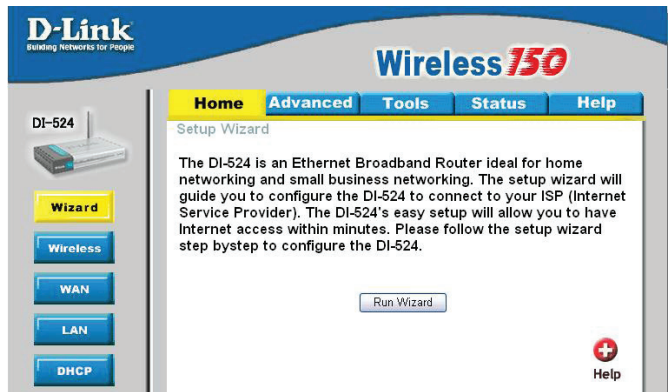 D-Link
Building Networks for People
Wireless 150
DI-524
Home
Advanced
Tools
Status
Help
Setup Wizard
The DI-524 is an Ethernet Broadband Router ideal for home
networking and small business networking. The setup wizard will
guide you to configure the DI-524 to connect to your ISP (Internet
Service Provider). The DI-524's easy setup will allow you to have
Internet access within minutes. Please follow the setup wizard
step bystep to configure the DI-524.
Run Wizard
Help
Wizard
Wireless
WAN
LAN
DHCP